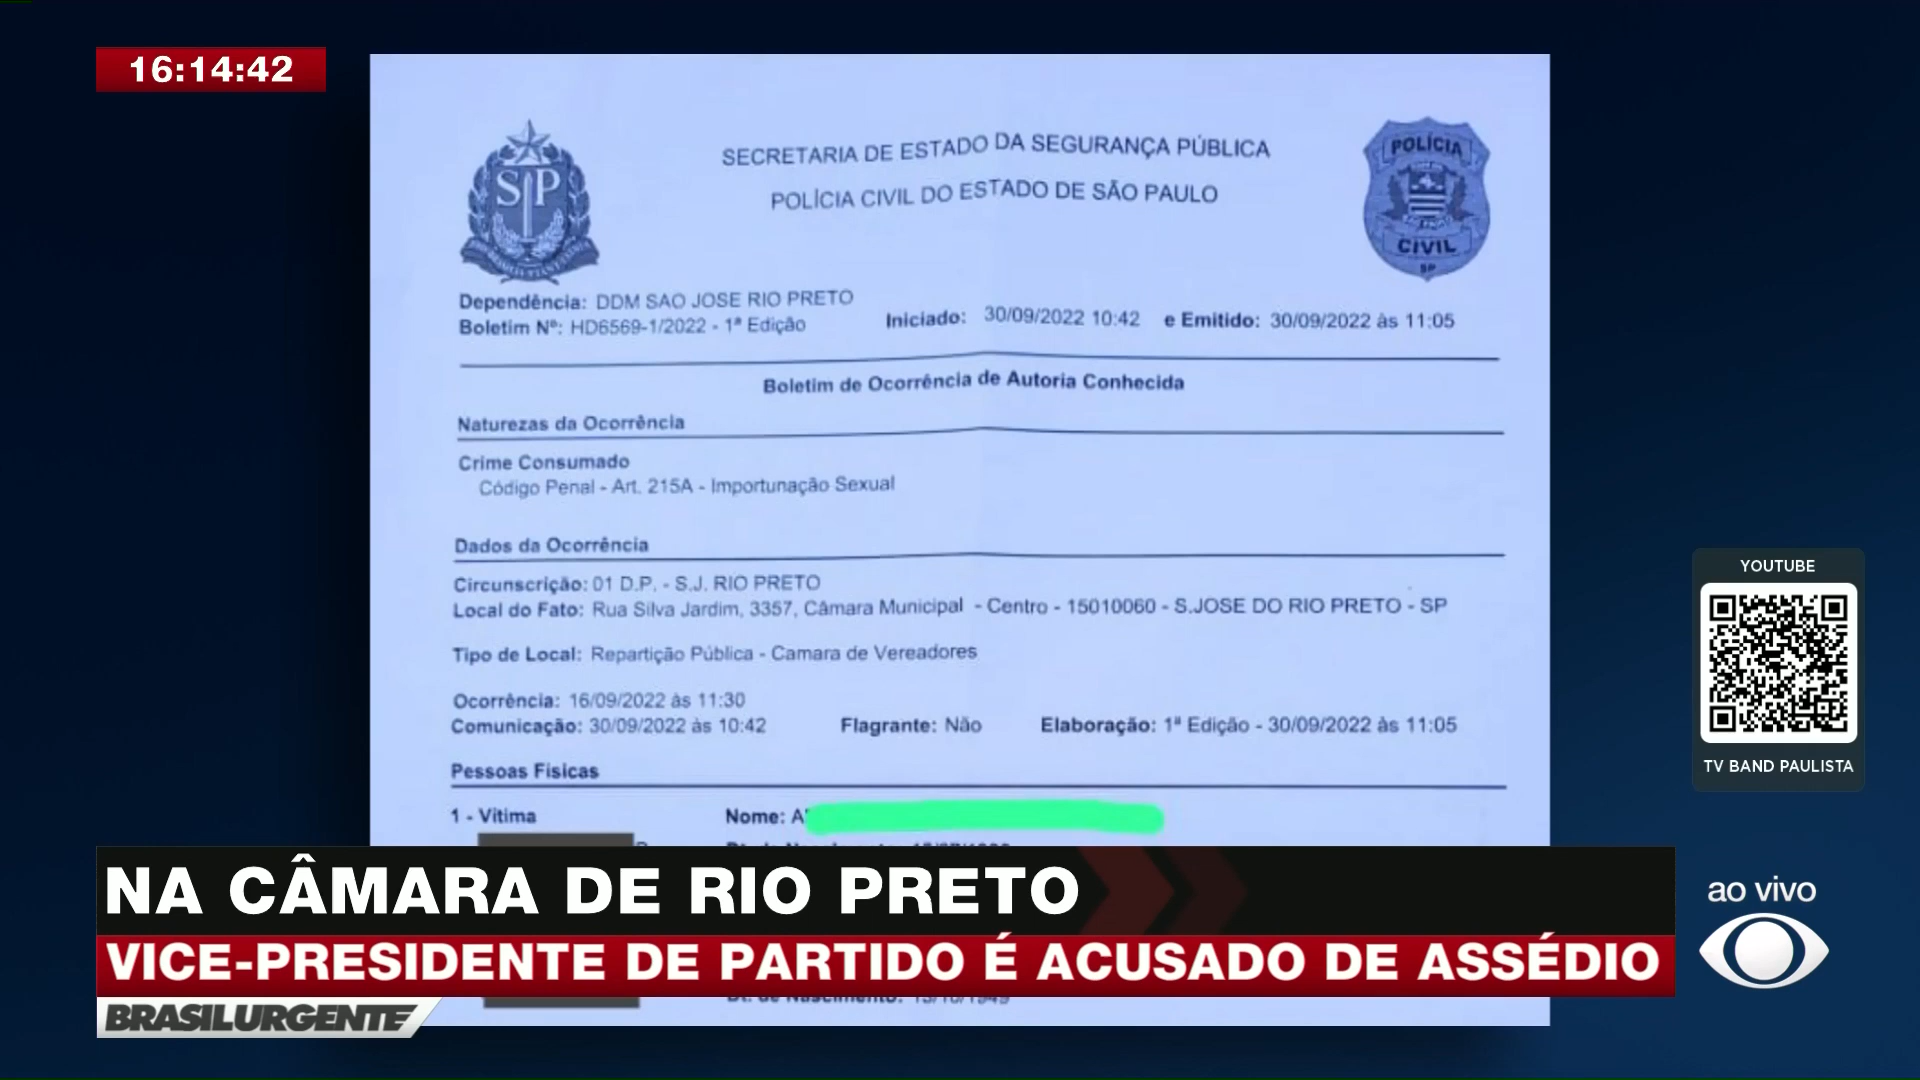 16:14:42
SP
SECRETARIA DE ESTADO DA SEGURANÇA PÚBLICA
POLÍCIA CIVIL DO ESTADO DE SÃO PAULO
POLÍCIA
CIVIL
SP
Dependência: DDM SAO JOSE RIO PRETO
Boletim Nº: HD6569-1/2022 - 1ª Edição
Iniciado: 30/09/2022 10:42 e Emitido: 30/09/2022 às 11:05
Boletim de Ocorrência de Autoria Conhecida
Naturezas da Ocorrência
Crime Consumado
Código Penal - Art. 215A - Importunação Sexual
Dados da Ocorrência
Circunscrição: 01 D.P. - S.J. RIO PRETO
Local do Fato: Rua Silva Jardim, 3357, Câmara Municipal - Centro - 15010060 - S.JOSE DO RIO PRETO - SP
Tipo de Local: Repartição Pública - Camara de Vereadores
Ocorrência: 16/09/2022 às 11:30
Comunicação: 30/09/2022 às 10:42 Flagrante: Não Elaboração: 1ª Edição - 30/09/2022 às 11:05
Pessoas Físicas
1 - Vítima Nome: A
NA CÂMARA DE RIO PRETO
VICE-PRESIDENTE DE PARTIDO É ACUSADO DE ASSÉDIO
BRASILURGENTE
YOUTUBE
TV BAND PAULISTA
ao vivo